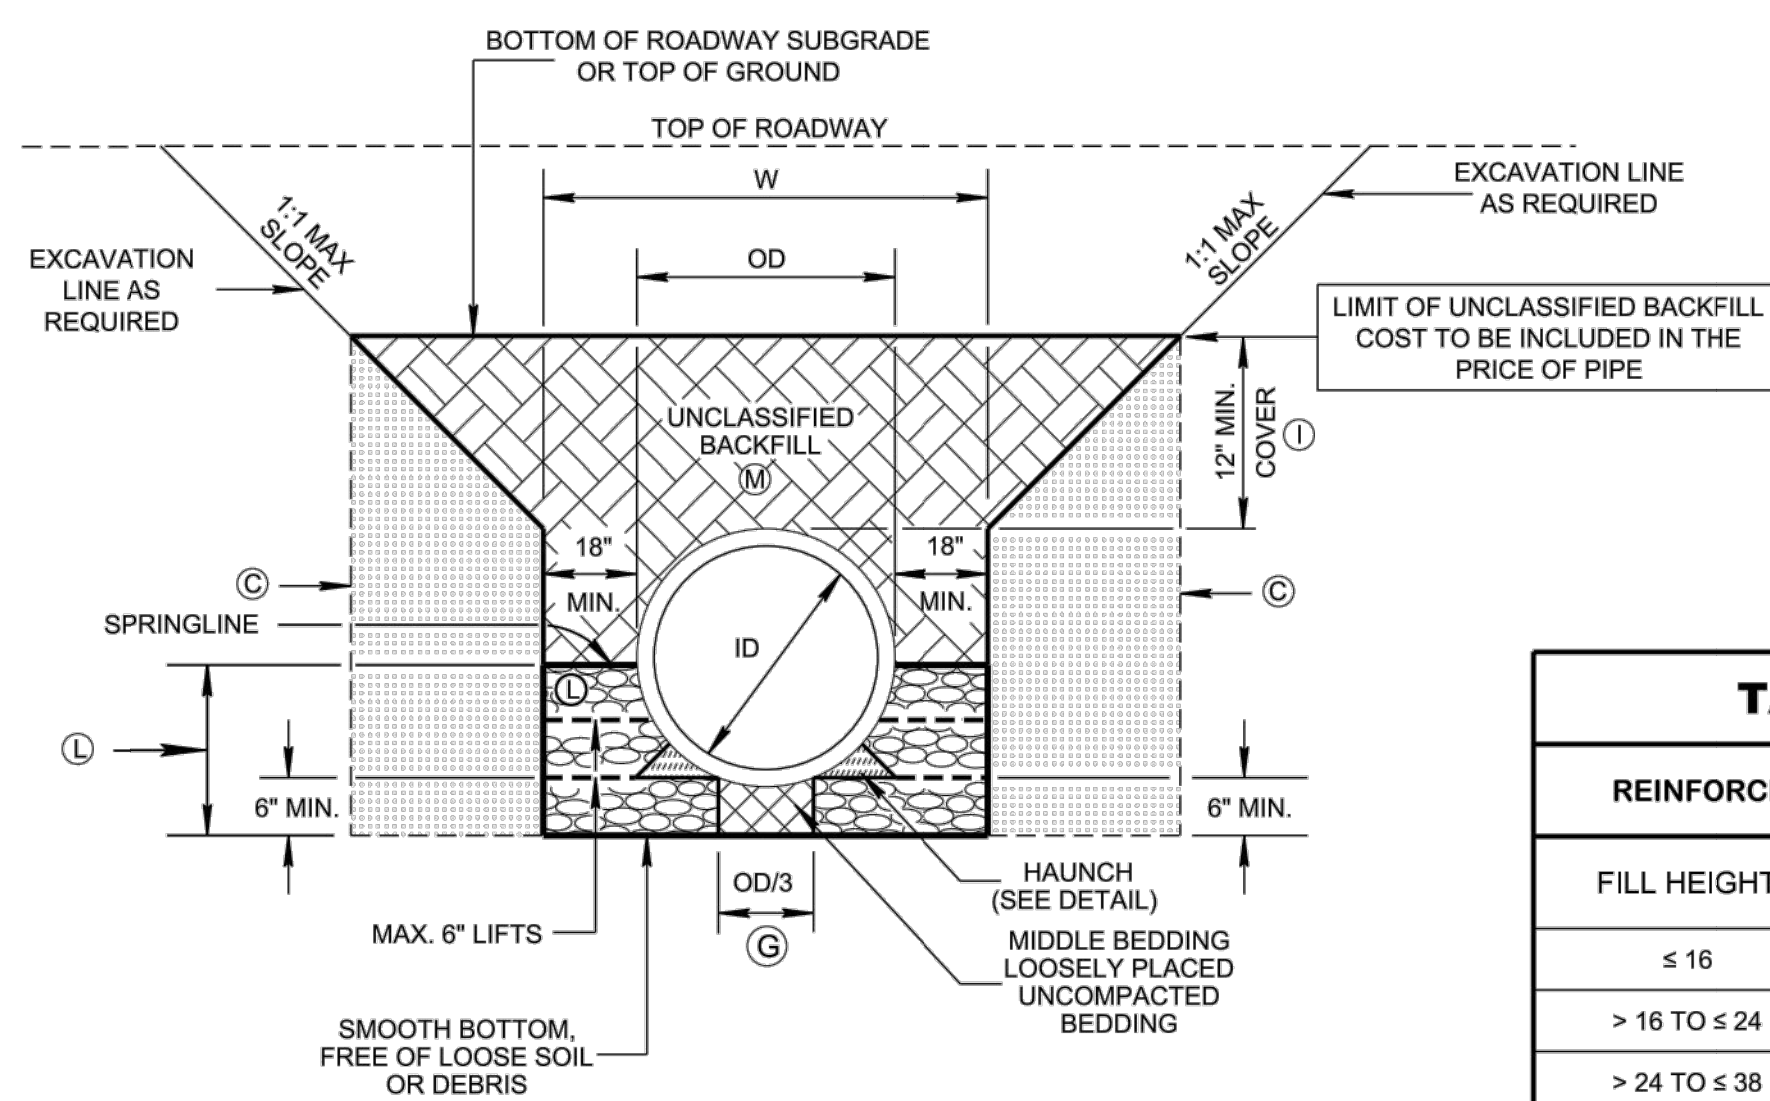 BOTTOM OF ROADWAY SUBGRADE
OR TOP OF GROUND
TOP OF ROADWAY
W
EXCAVATION LINE
AS REQUIRED
1:1 MAX
SLOPE
1:1 MAX
SLOPE
EXCAVATION
LINE AS
REQUIRED
OD
LIMIT OF UNCLASSIFIED BACKFILL
COST TO BE INCLUDED IN THE
PRICE OF PIPE
UNCLASSIFIED
BACKFILL
M
12" MIN.
COVER
I
18"
MIN.
18"
MIN.
C
C
SPRINGLINE
ID
L
L
6" MIN.
6" MIN.
OD/3
G
HAUNCH
(SEE DETAIL)
MAX. 6" LIFTS
MIDDLE BEDDING
LOOSELY PLACED
UNCOMPACTED
BEDDING
SMOOTH BOTTOM,
FREE OF LOOSE SOIL
OR DEBRIS
REINFORC
FILL HEIGHT
≤ 16
> 16 TO ≤ 24
> 24 TO ≤ 38